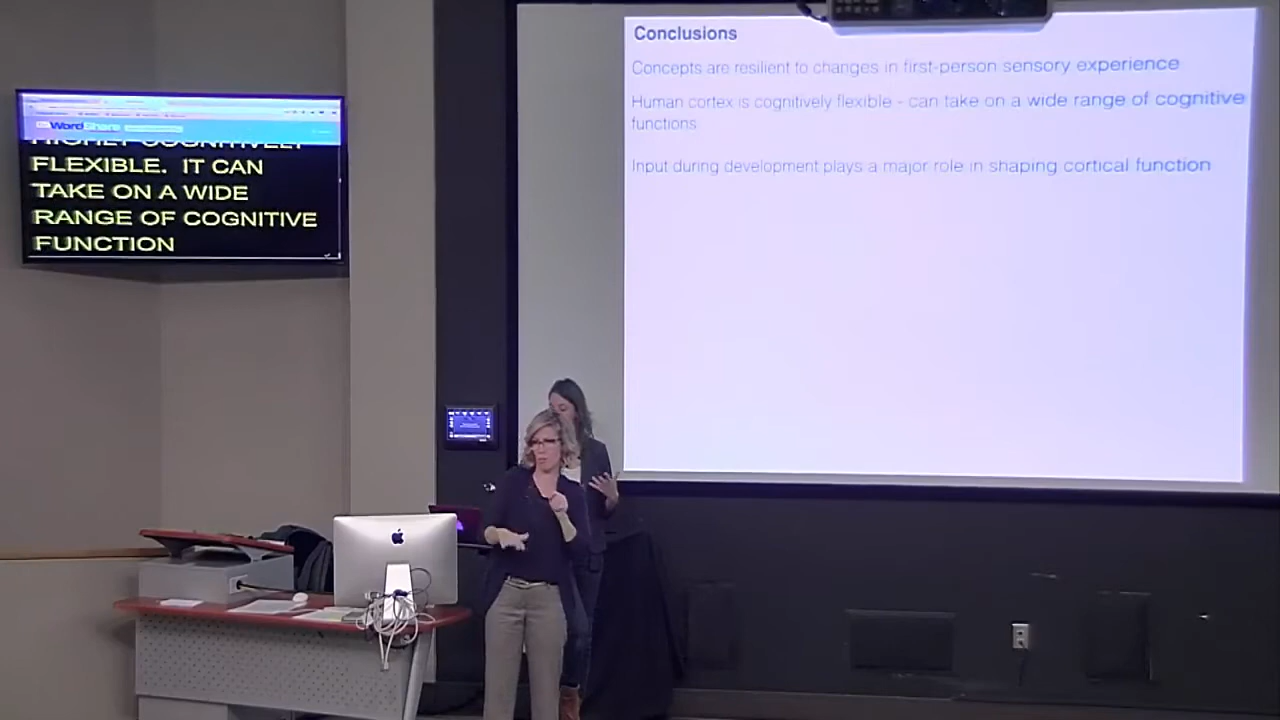 WordShare
HIGHLY COGNITIVELY
FLEXIBLE. IT CAN
TAKE ON A WIDE
RANGE OF COGNITIVE
FUNCTION
Conclusions
Concepts are resilient to changes in first-person sensory experience
Human cortex is cognitively flexible - can take on a wide range of cognitive
functions
Input during development plays a major role in shaping cortical function